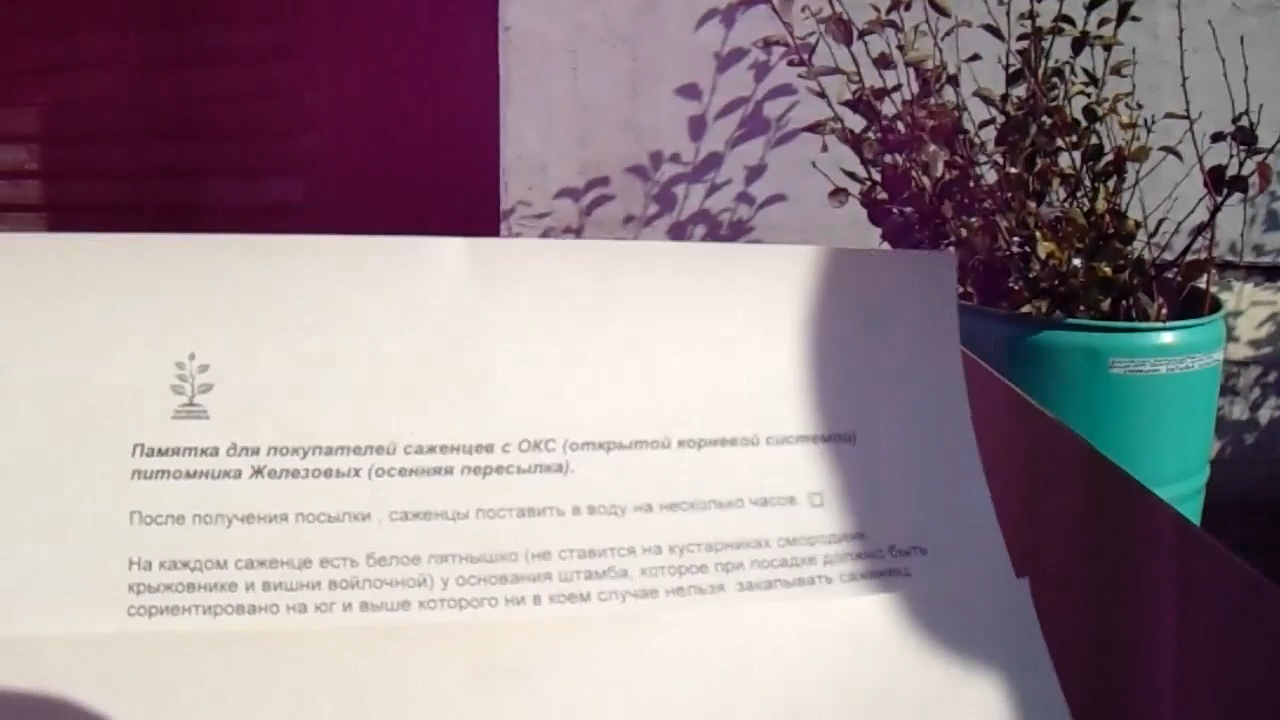 Памятка для покупателей саженцев с ОКС (открытой корневой системой)
питомника Железовых (осенняя пересылка).
После получения посылки , саженцы поставить в воду на несколько часов.
На каждом саженце есть белое пятнышко (не ставится на кустарниках смородине,
крыжовнике и вишни войлочной) у основания штамба, которое при посадке должно быть
сориентировано на юг и выше которого ни в коем случае нельзя закапывать саженец